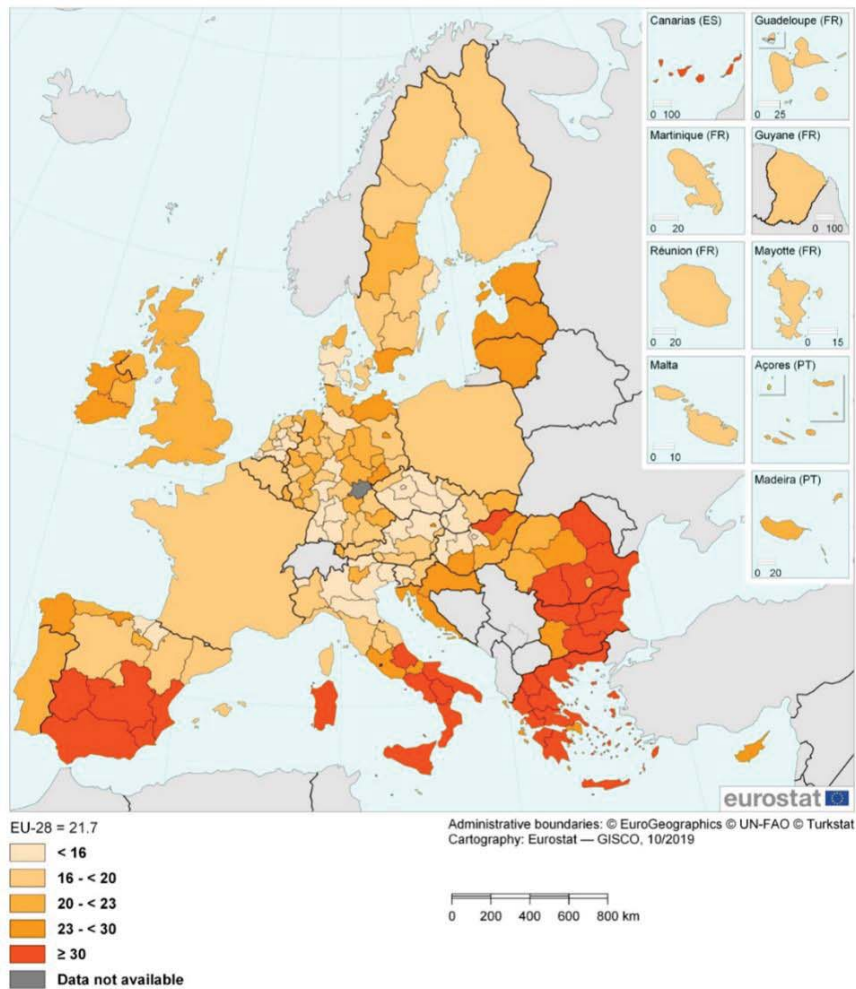 Canarias (ES)
0 100
Guadeloupe (FR)
0 25
Martinique (FR)
0 20
Guyane (FR)
0 100
Réunion (FR)
0 20
Mayotte (FR)
0 15
Malta
0 10
Açores (PT)
Madeira (PT)
0 20
eurostat
EU-28 = 21.7
< 16
16 - < 20
20 - < 23
23 - < 30
≥ 30
Data not available
Administrative boundaries: © EuroGeographics © UN-FAO © Turkstat
Cartography: Eurostat — GISCO, 10/2019
0 200 400 600 800 km